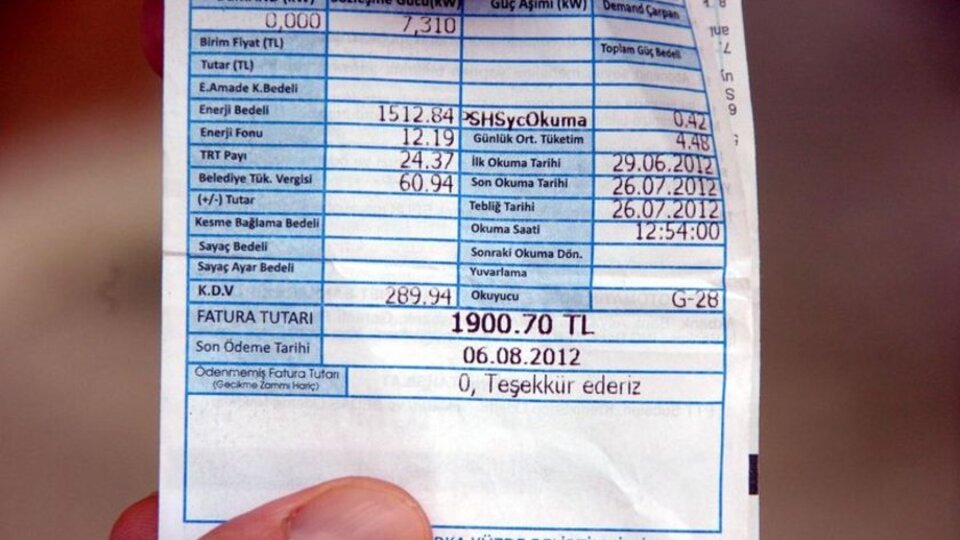 Sözleşme Gücü(kW) Güç Aşımı (kW) Demand Çarpan
0,000 7,310
Birim Fiyat (TL) Toplam Güç Bedeli
Tutar (TL)
E.Amade K.Bedeli
Enerji Bedeli 1512.84 PSHSycOkuma 0.42
Enerji Fonu 12.19 Günlük Ort. Tüketim 4.48
TRT Payı 24.37 İlk Okuma Tarihi 29.06.2012
Belediye Tük. Vergisi 60.94 Son Okuma Tarihi 26.07.2012
(+/-) Tutar Tebliğ Tarihi 26.07.2012
Kesme Bağlama Bedeli Okuma Saati 12:54:00
Sayaç Bedeli Sonraki Okuma Dön.
Sayaç Ayar Bedeli Yuvarlama
K.D.V 289.94 Okuyucu G-28
FATURA TUTARI 1900.70 TL
Son Ödeme Tarihi 06.08.2012
Ödenmemiş Fatura Tutarı 0, Teşekkür ederiz
(Gecikme Zammı Hariç)